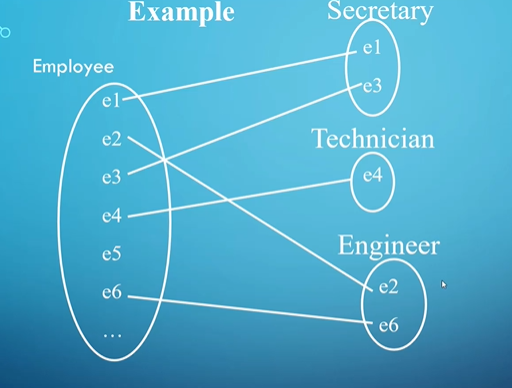 Example
Employee
e1
e2
e3
e4
e5
e6
...
Secretary
e1
e3
Technician
e4
Engineer
e2
e6